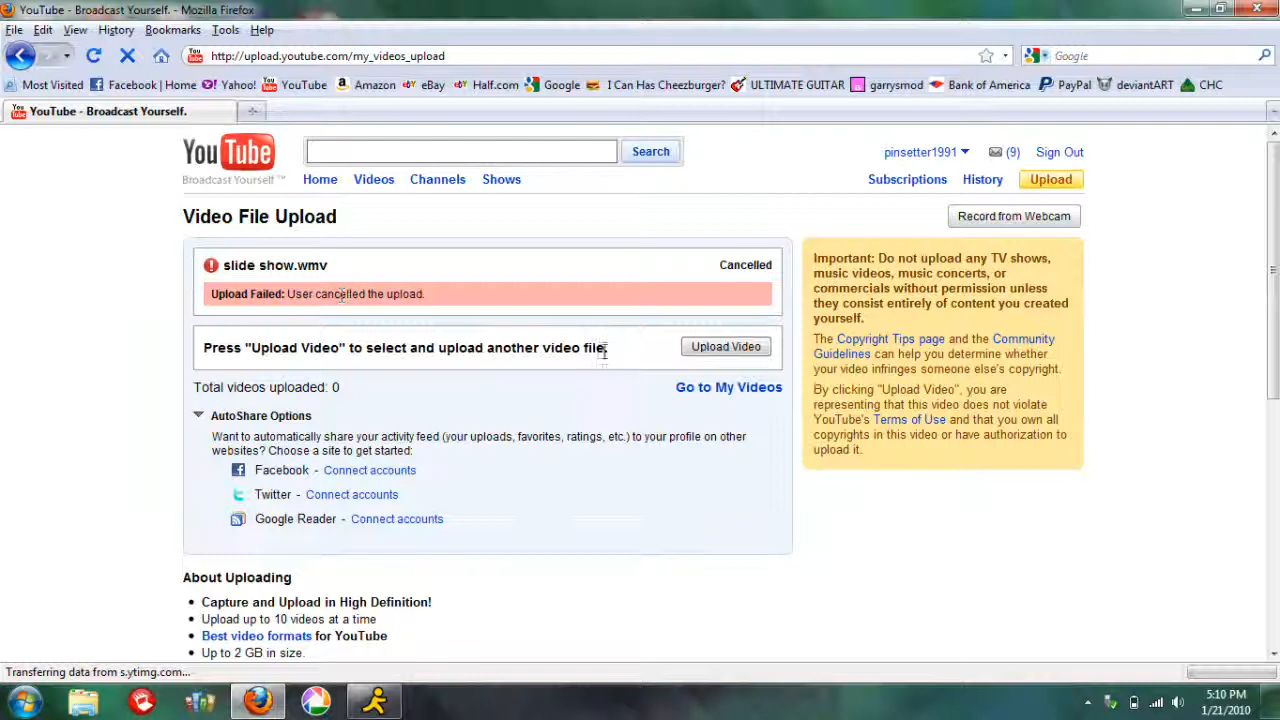 YouTube - Broadcast Yourself. - Mozilla Firefox
File Edit View History Bookmarks Tools Help
You Tube http://upload.youtube.com/my_videos_upload Google
Most Visited Facebook | Home Yahoo! YouTube Amazon eBay Half.com Google I Can Has Cheezburger? ULTIMATE GUITAR garrysmod Bank of America PayPal deviantART CHC
YouTube - Broadcast Yourself.
You Tube
Broadcast Yourself ™
Search
pinsetter1991 (9) Sign Out
Home Videos Channels Shows
Subscriptions History Upload
Video File Upload
Record from Webcam
slide show.wmv Cancelled
Upload Failed: User cancelled the upload.
Press "Upload Video" to select and upload another video file. Upload Video
Total videos uploaded: 0 Go to My Videos
AutoShare Options
Want to automatically share your activity feed (your uploads, favorites, ratings, etc.) to your profile on other
websites? Choose a site to get started:
Facebook - Connect accounts
Twitter - Connect accounts
Google Reader - Connect accounts
Important: Do not upload any TV shows,
music videos, music concerts, or
commercials without permission unless
they consist entirely of content you created
yourself.
The Copyright Tips page and the Community
Guidelines can help you determine whether
your video infringes someone else's copyright.
By clicking "Upload Video", you are
representing that this video does not violate
YouTube's Terms of Use and that you own all
copyrights in this video or have authorization to
upload it.
About Uploading
• Capture and Upload in High Definition!
• Upload up to 10 videos at a time
• Best video formats for YouTube
• Up to 2 GB in size.
Transferring data from s.ytimg.com...
5:10 PM
1/21/2010